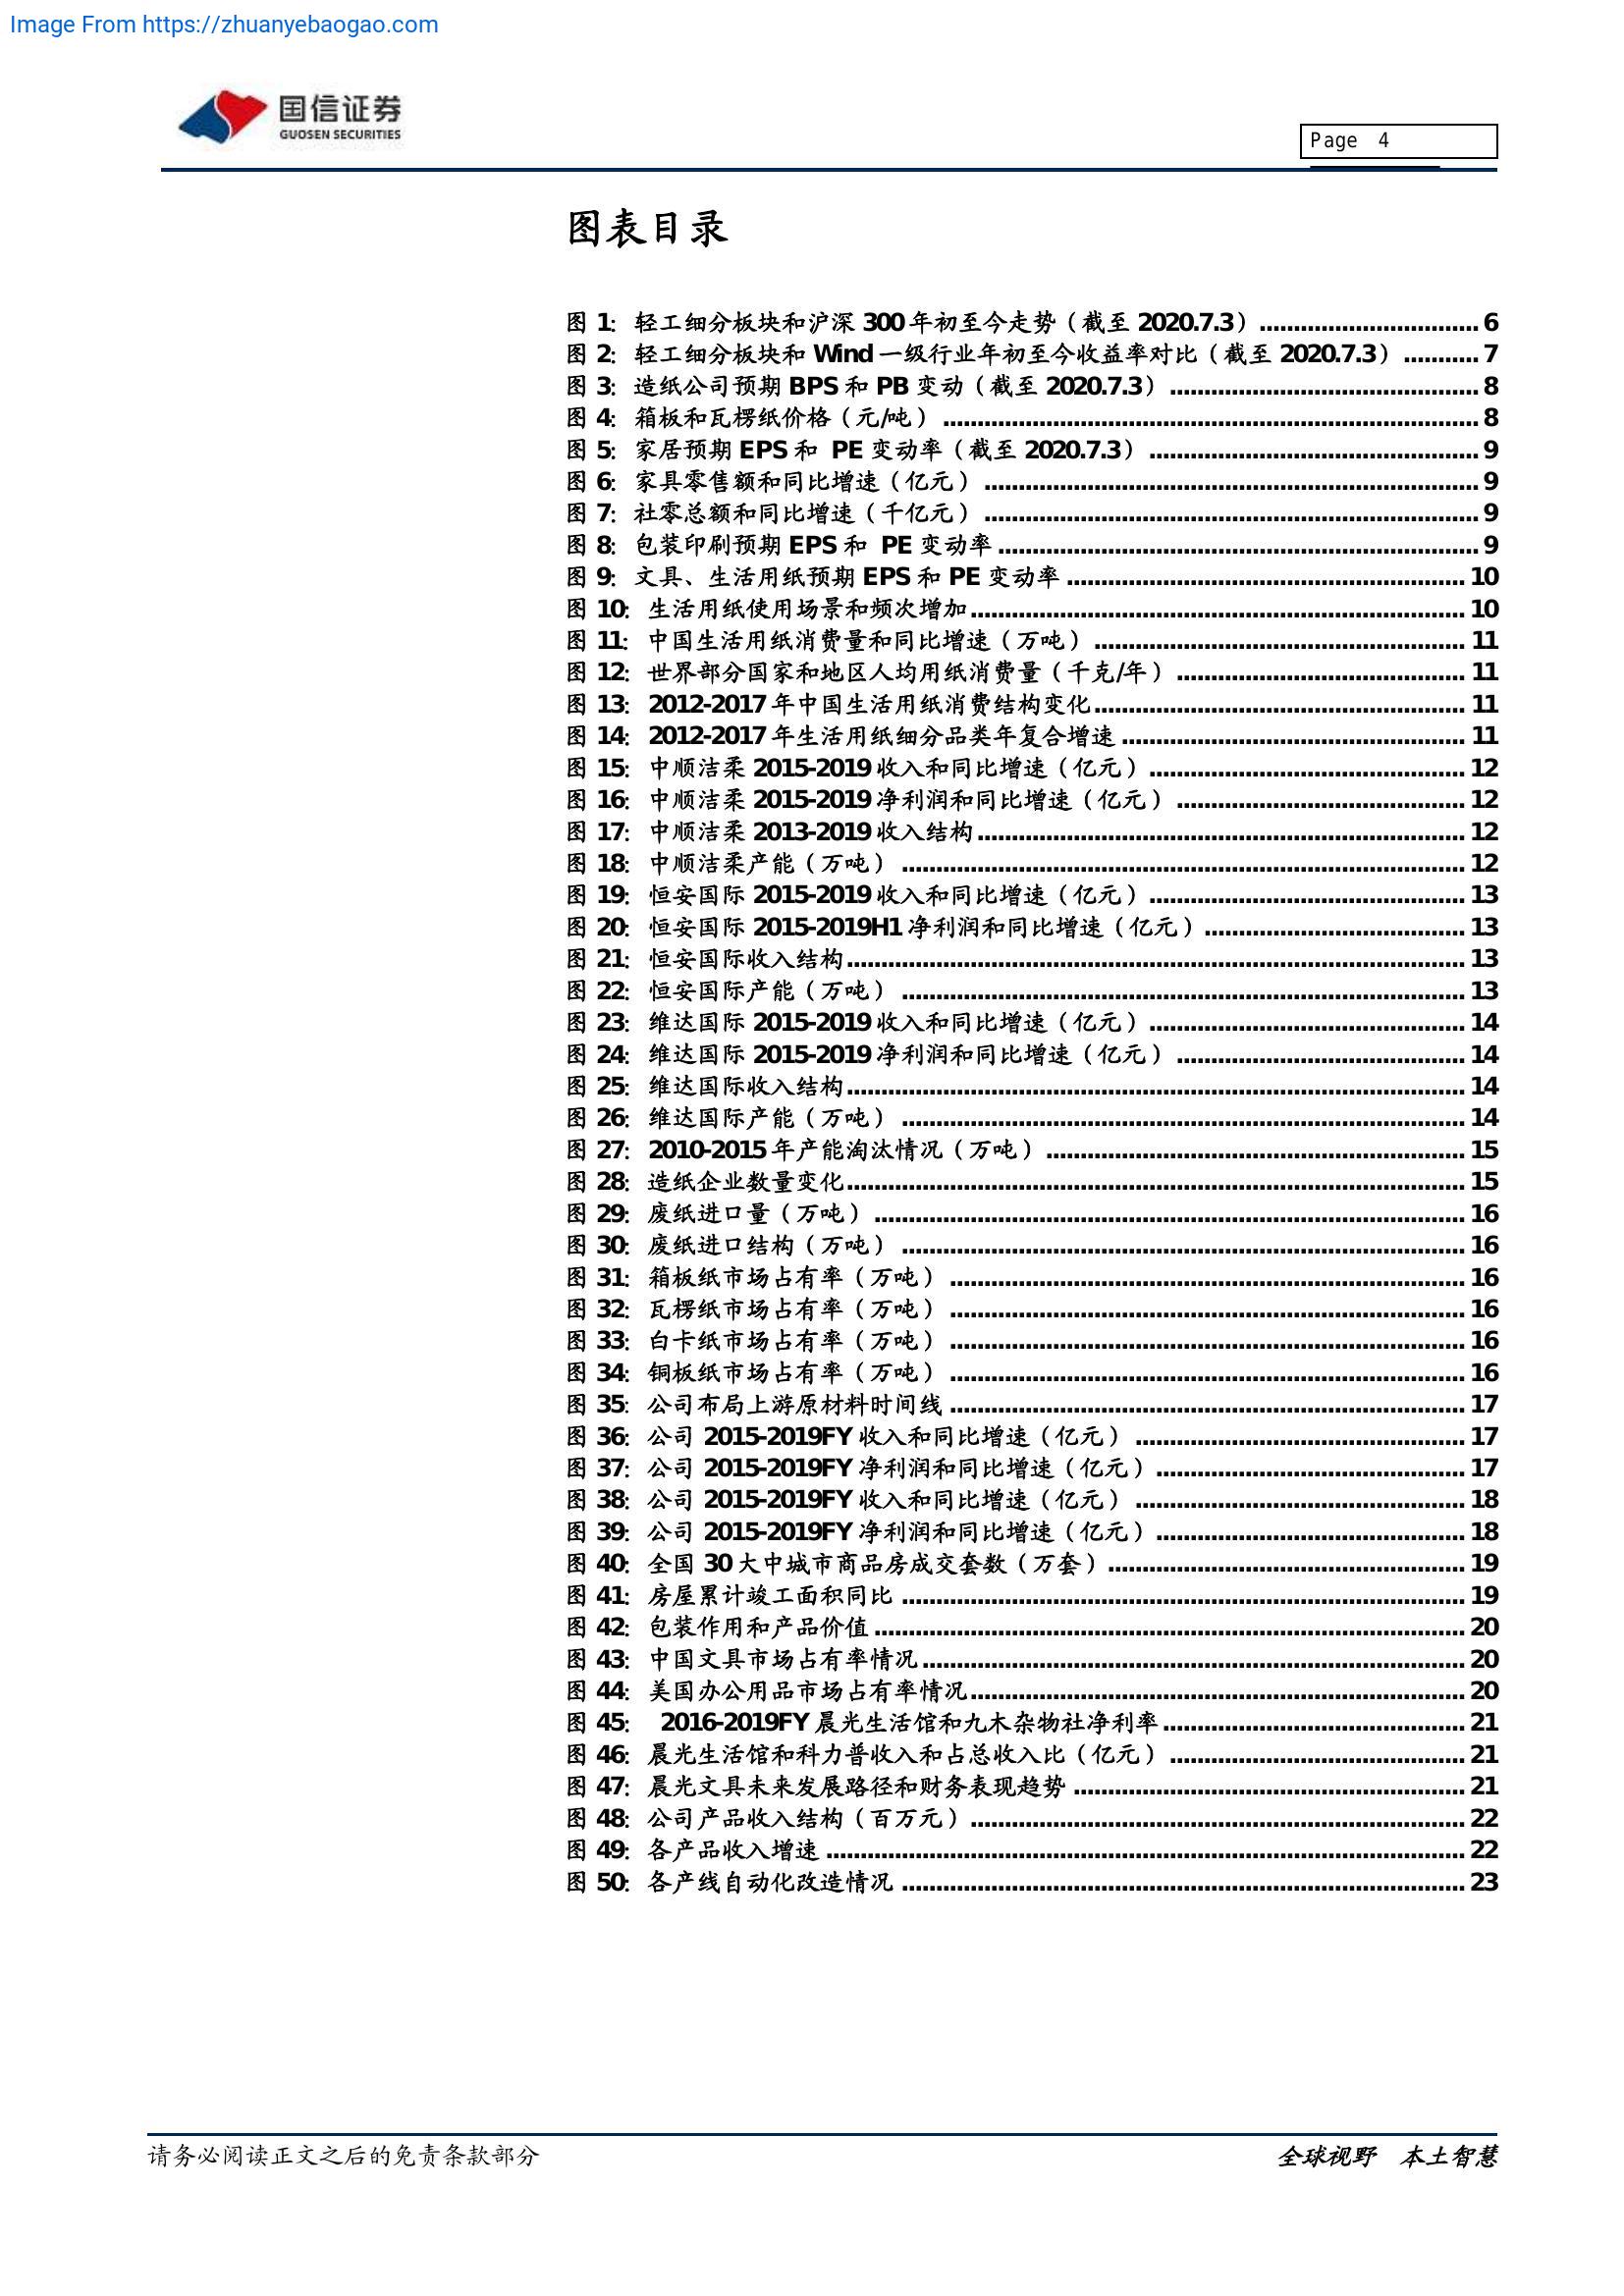 Image From https://zhuanyebaogao.com
国信证券
GUOSEN SECURITIES
Page 4
图表目录
图 1: 轻工细分板块和沪深 300 年初至今走势（截至 2020.7.3） ................................ 6
图 2: 轻工细分板块和 Wind 一级行业年初至今收益率对比（截至 2020.7.3） ........... 7
图 3: 造纸公司预期 BPS 和 PB 变动（截至 2020.7.3） ............................................. 8
图 4: 箱板和瓦楞纸价格（元/吨） .............................................................................. 8
图 5: 家居预期 EPS 和 PE 变动率（截至 2020.7.3） ................................................ 9
图 6: 家具零售额和同比增速（亿元） ........................................................................ 9
图 7: 社零总额和同比增速（千亿元） ........................................................................ 9
图 8: 包装印刷预期 EPS 和 PE 变动率 ...................................................................... 9
图 9: 文具、生活用纸预期 EPS 和 PE 变动率 .......................................................... 10
图 10: 生活用纸使用场景和频次增加........................................................................ 10
图 11: 中国生活用纸消费量和同比增速（万吨） ...................................................... 11
图 12: 世界部分国家和地区人均用纸消费量（千克/年） .......................................... 11
图 13: 2012-2017 年中国生活用纸消费结构变化...................................................... 11
图 14: 2012-2017 年生活用纸细分品类年复合增速 .................................................. 11
图 15: 中顺洁柔 2015-2019 收入和同比增速（亿元） .............................................. 12
图 16: 中顺洁柔 2015-2019 净利润和同比增速（亿元） .......................................... 12
图 17: 中顺洁柔 2013-2019 收入结构....................................................................... 12
图 18: 中顺洁柔产能（万吨） .................................................................................. 12
图 19: 恒安国际 2015-2019 收入和同比增速（亿元） .............................................. 13
图 20: 恒安国际 2015-2019H1 净利润和同比增速（亿元） ...................................... 13
图 21: 恒安国际收入结构.......................................................................................... 13
图 22: 恒安国际产能（万吨） .................................................................................. 13
图 23: 维达国际 2015-2019 收入和同比增速（亿元） .............................................. 14
图 24: 维达国际 2015-2019 净利润和同比增速（亿元） .......................................... 14
图 25: 维达国际收入结构.......................................................................................... 14
图 26: 维达国际产能（万吨） .................................................................................. 14
图 27: 2010-2015 年产能淘汰情况（万吨） ............................................................. 15
图 28: 造纸企业数量变化.......................................................................................... 15
图 29: 废纸进口量（万吨） ...................................................................................... 16
图 30: 废纸进口结构（万吨） .................................................................................. 16
图 31: 箱板纸市场占有率（万吨） ........................................................................... 16
图 32: 瓦楞纸市场占有率（万吨） ........................................................................... 16
图 33: 白卡纸市场占有率（万吨） ........................................................................... 16
图 34: 铜板纸市场占有率（万吨） ........................................................................... 16
图 35: 公司布局上游原材料时间线 ........................................................................... 17
图 36: 公司 2015-2019FY 收入和同比增速（亿元） ................................................ 17
图 37: 公司 2015-2019FY 净利润和同比增速（亿元） ............................................. 17
图 38: 公司 2015-2019FY 收入和同比增速（亿元） ................................................ 18
图 39: 公司 2015-2019FY 净利润和同比增速（亿元） ............................................. 18
图 40: 全国 30 大中城市商品房成交套数（万套） .................................................... 19
图 41: 房屋累计竣工面积同比 .................................................................................. 19
图 42: 包装作用和产品价值 ...................................................................................... 20
图 43: 中国文具市场占有率情况............................................................................... 20
图 44: 美国办公用品市场占有率情况........................................................................ 20
图 45: 2016-2019FY 晨光生活馆和九木杂物社净利率 ............................................ 21
图 46: 晨光生活馆和科力普收入和占总收入比（亿元） ........................................... 21
图 47: 晨光文具未来发展路径和财务表现趋势 ......................................................... 21
图 48: 公司产品收入结构（百万元） ........................................................................ 22
图 49: 各产品收入增速 ............................................................................................. 22
图 50: 各产线自动化改造情况 .................................................................................. 23
请务必阅读正文之后的免责条款部分
全球视野 本土智慧